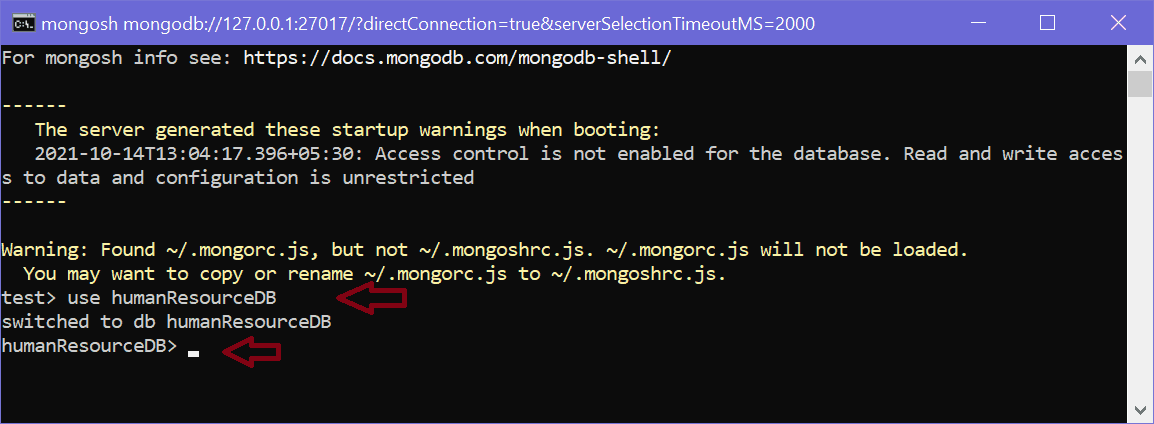 mongosh mongodb://127.0.0.1:27017/?directConnection=true&serverSelectionTimeoutMS=2000
For mongosh info see: https://docs.mongodb.com/mongodb-shell/
------
   The server generated these startup warnings when booting:
   2021-10-14T13:04:17.396+05:30: Access control is not enabled for the database. Read and write acces
s to data and configuration is unrestricted
------
Warning: Found ~/.mongorc.js, but not ~/.mongoshrc.js. ~/.mongorc.js will not be loaded.
  You may want to copy or rename ~/.mongorc.js to ~/.mongoshrc.js.
test> use humanResourceDB
switched to db humanResourceDB
humanResourceDB>